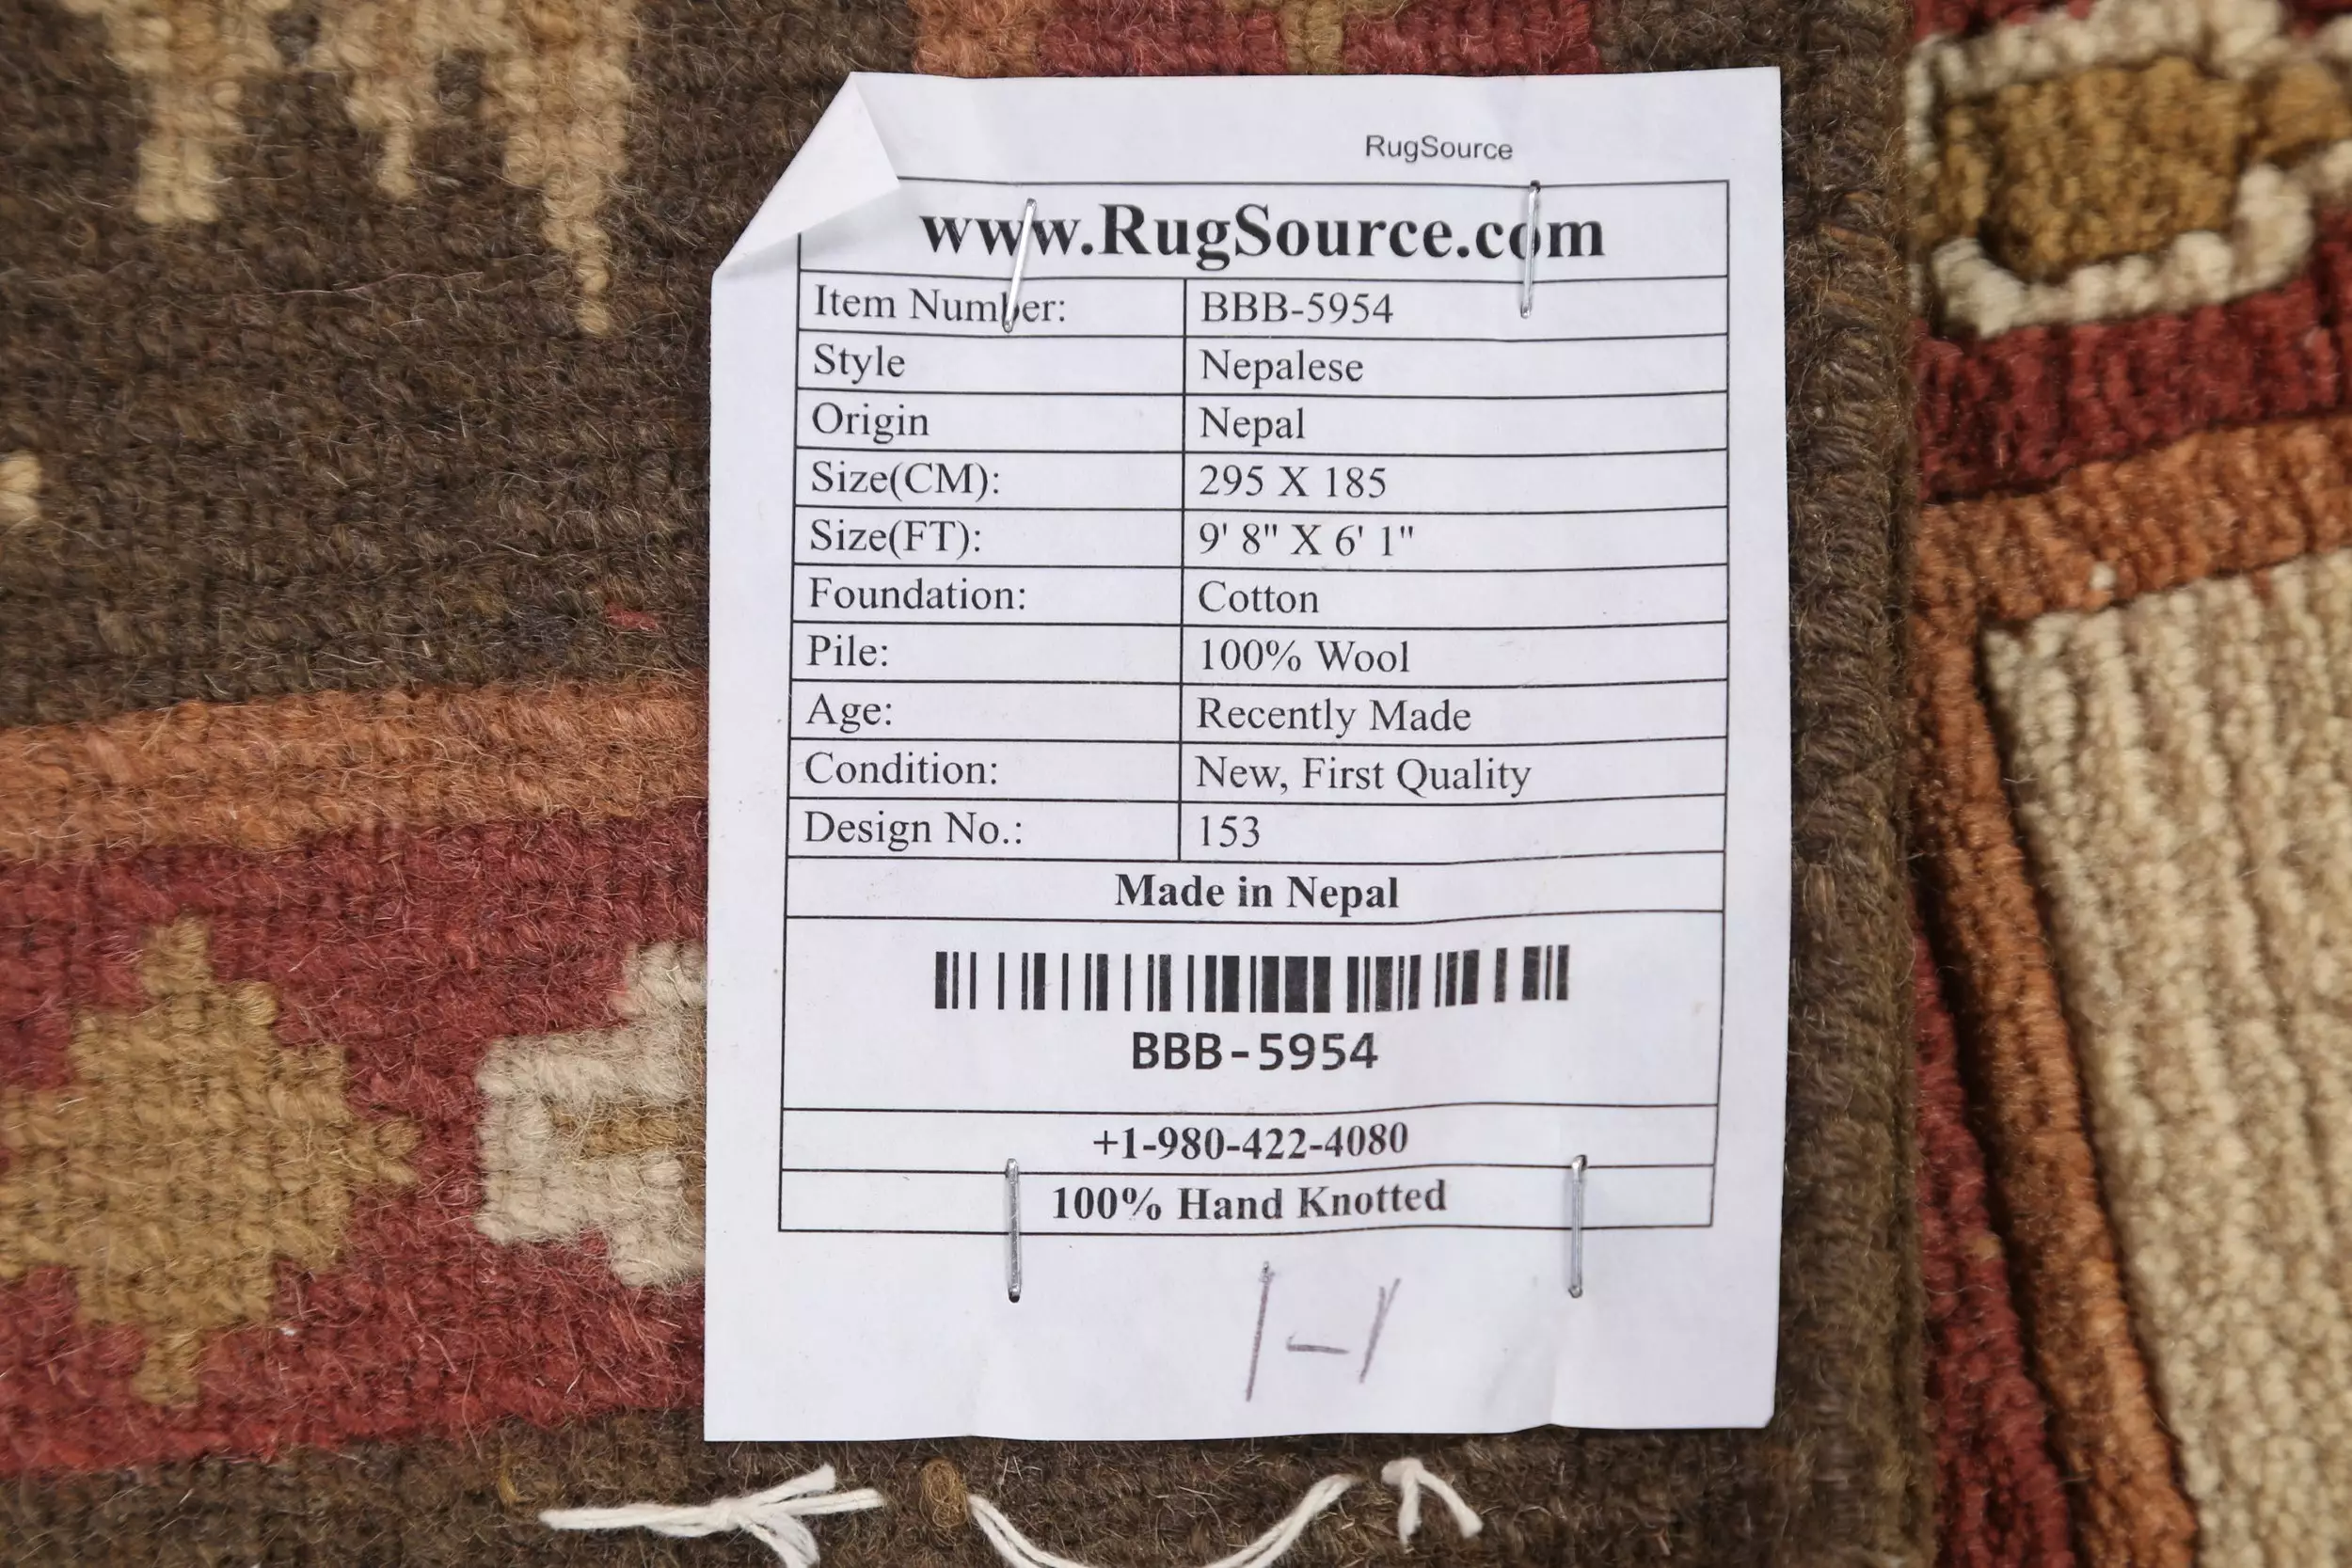 RugSource
www.RugSource.com
Item Number: BBB-5954
Style Nepalese
Origin Nepal
Size(CM): 295 X 185
Size(FT): 9' 8" X 6' 1"
Foundation: Cotton
Pile: 100% Wool
Age: Recently Made
Condition: New, First Quality
Design No.: 153
Made in Nepal
BBB-5954
+1-980-422-4080
100% Hand Knotted
1-1